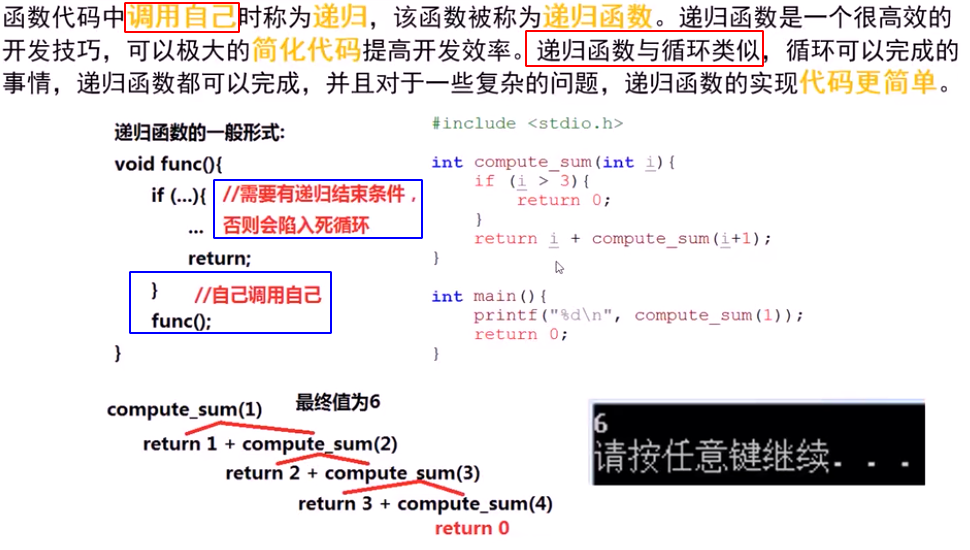 函数代码中调用自己时称为递归，该函数被称为递归函数。递归函数是一个很高效的
开发技巧，可以极大的简化代码提高开发效率。递归函数与循环类似，循环可以完成的
事情，递归函数都可以完成，并且对于一些复杂的问题，递归函数的实现代码更简单。
递归函数的一般形式:
void func(){
if (...){ //需要有递归结束条件，
... 否则会陷入死循环
return;
} //自己调用自己
func();
}
#include <stdio.h>
int compute_sum(int i){
if (i > 3){
return 0;
}
return i + compute_sum(i+1);
}
int main(){
printf("%d\n", compute_sum(1));
return 0;
}
compute_sum(1) 最终值为6
return 1 + compute_sum(2)
return 2 + compute_sum(3)
return 3 + compute_sum(4)
return 0
6
请按任意键继续. . .